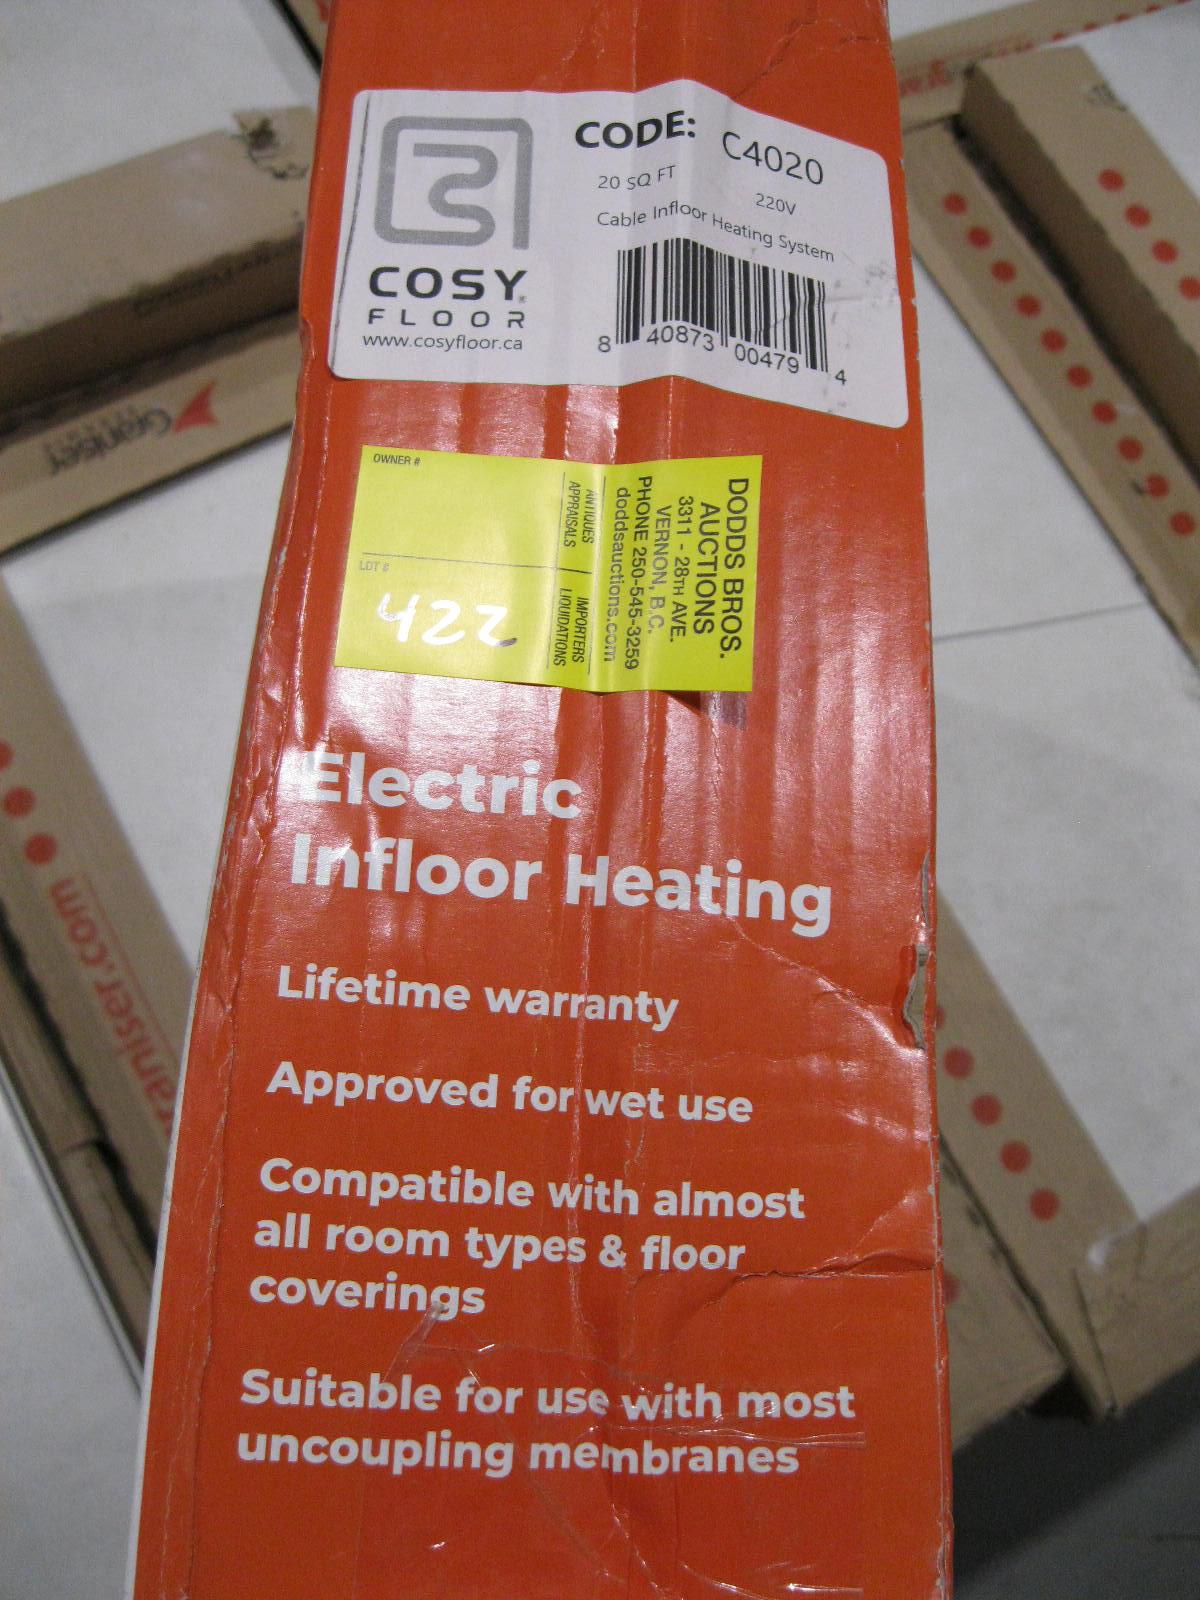 CODE: C4020
20 SQ FT 220V
Cable Infloor Heating System
COSY
FLOOR
www.cosyfloor.ca
8 40873 00479 4
OWNER #
LOT #
422
ANTIQUES
APPRAISALS
IMPORTERS
LIQUIDATIONS
DODDS BROS.
AUCTIONS
3311 - 28TH AVE.
VERNON, B.C.
PHONE 250-545-3259
doddsauctions.com
Electric
Infloor Heating
Lifetime warranty
Approved for wet use
Compatible with almost
all room types & floor
coverings
Suitable for use with most
uncoupling membranes
Graniser
raniser.com